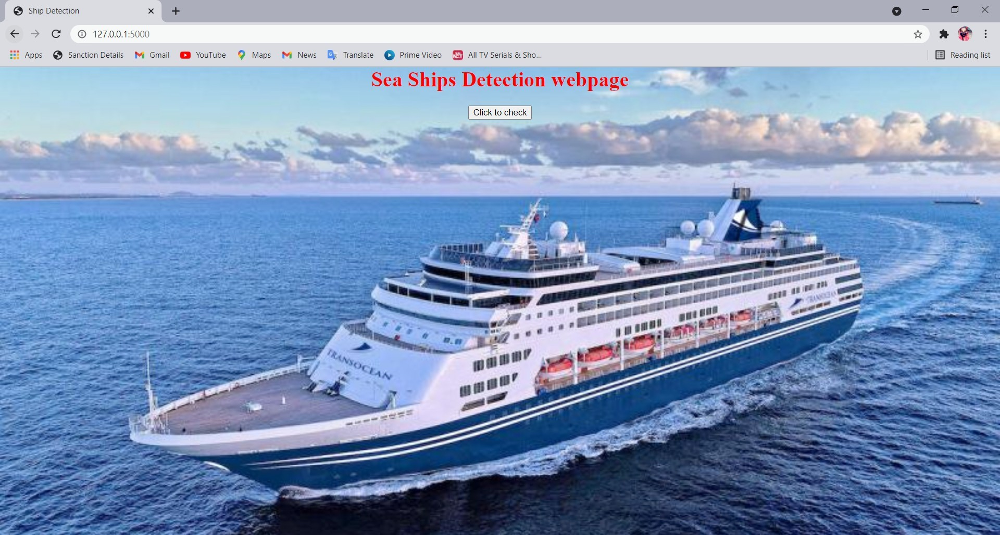 Ship Detection
127.0.0.1:5000
Apps Sanction Details Gmail YouTube Maps News Translate Prime Video All TV Serials & Sho... Reading list
Sea Ships Detection webpage
Click to check
TRANSOCEAN
TRANSOCEAN